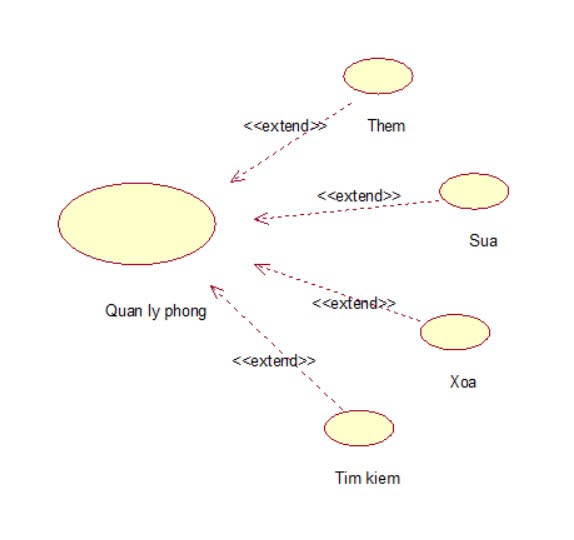 <<extend>>
Them
<<extend>>
Sua
<<extend>>
Quan ly phong
<<extend>>
Xoa
Tim kiem